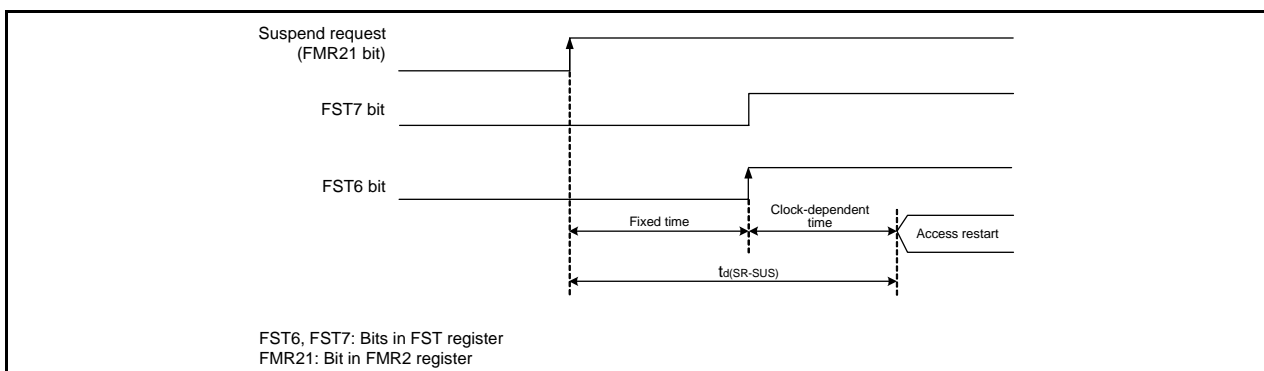 Suspend request
(FMR21 bit)
FST7 bit
FST6 bit
Fixed time
Clock-dependent
time
Access restart
td(SR-SUS)
FST6, FST7: Bits in FST register
FMR21: Bit in FMR2 register